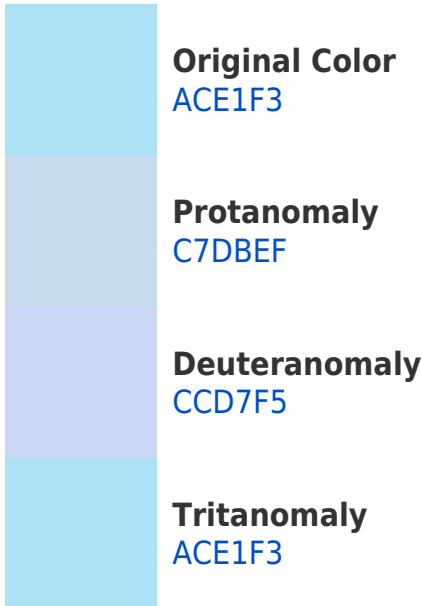 Original Color
ACE1F3
Protanomaly
C7DBEF
Deuteranomaly
CCD7F5
Tritanomaly
ACE1F3